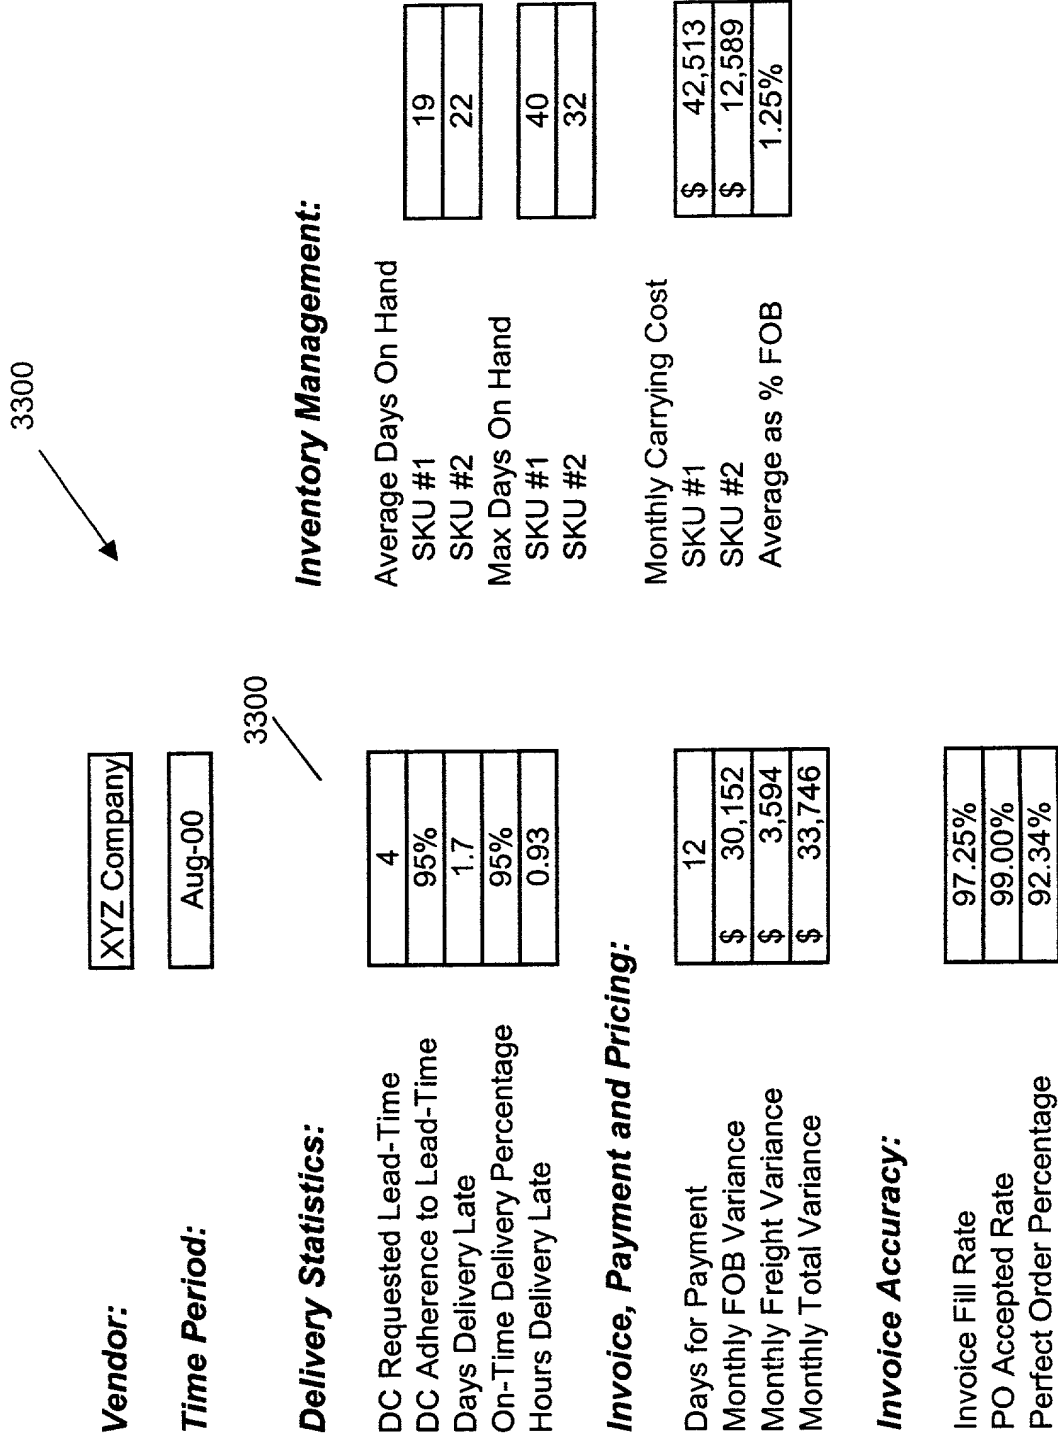 3300
Vendor: XYZ Company
Time Period: Aug-00
3300
Delivery Statistics:
DC Requested Lead-Time 4
DC Adherence to Lead-Time 95%
Days Delivery Late 1.7
On-Time Delivery Percentage 95%
Hours Delivery Late 0.93
Invoice, Payment and Pricing:
Days for Payment 12
Monthly FOB Variance $ 30,152
Monthly Freight Variance $ 3,594
Monthly Total Variance $ 33,746
Invoice Accuracy:
Invoice Fill Rate 97.25%
PO Accepted Rate 99.00%
Perfect Order Percentage 92.34%
Inventory Management:
Average Days On Hand
SKU #1 19
SKU #2 22
Max Days On Hand
SKU #1 40
SKU #2 32
Monthly Carrying Cost
SKU #1 $ 42,513
SKU #2 $ 12,589
Average as % FOB 1.25%